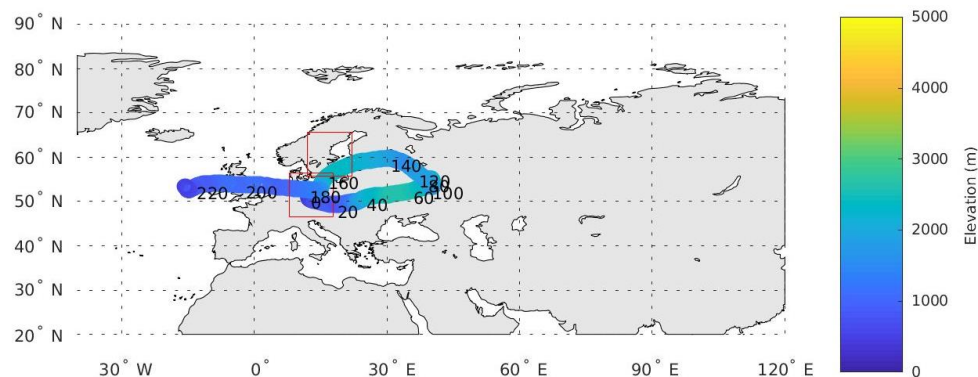 90° N
80° N
70° N
60° N
50° N
40° N
30° N
20° N
140
120
80
100
160
60
220
200
180
0
20
40
30° W
0°
30° E
60° E
90° E
120° E
5000
4000
3000
2000
1000
0
Elevation (m)